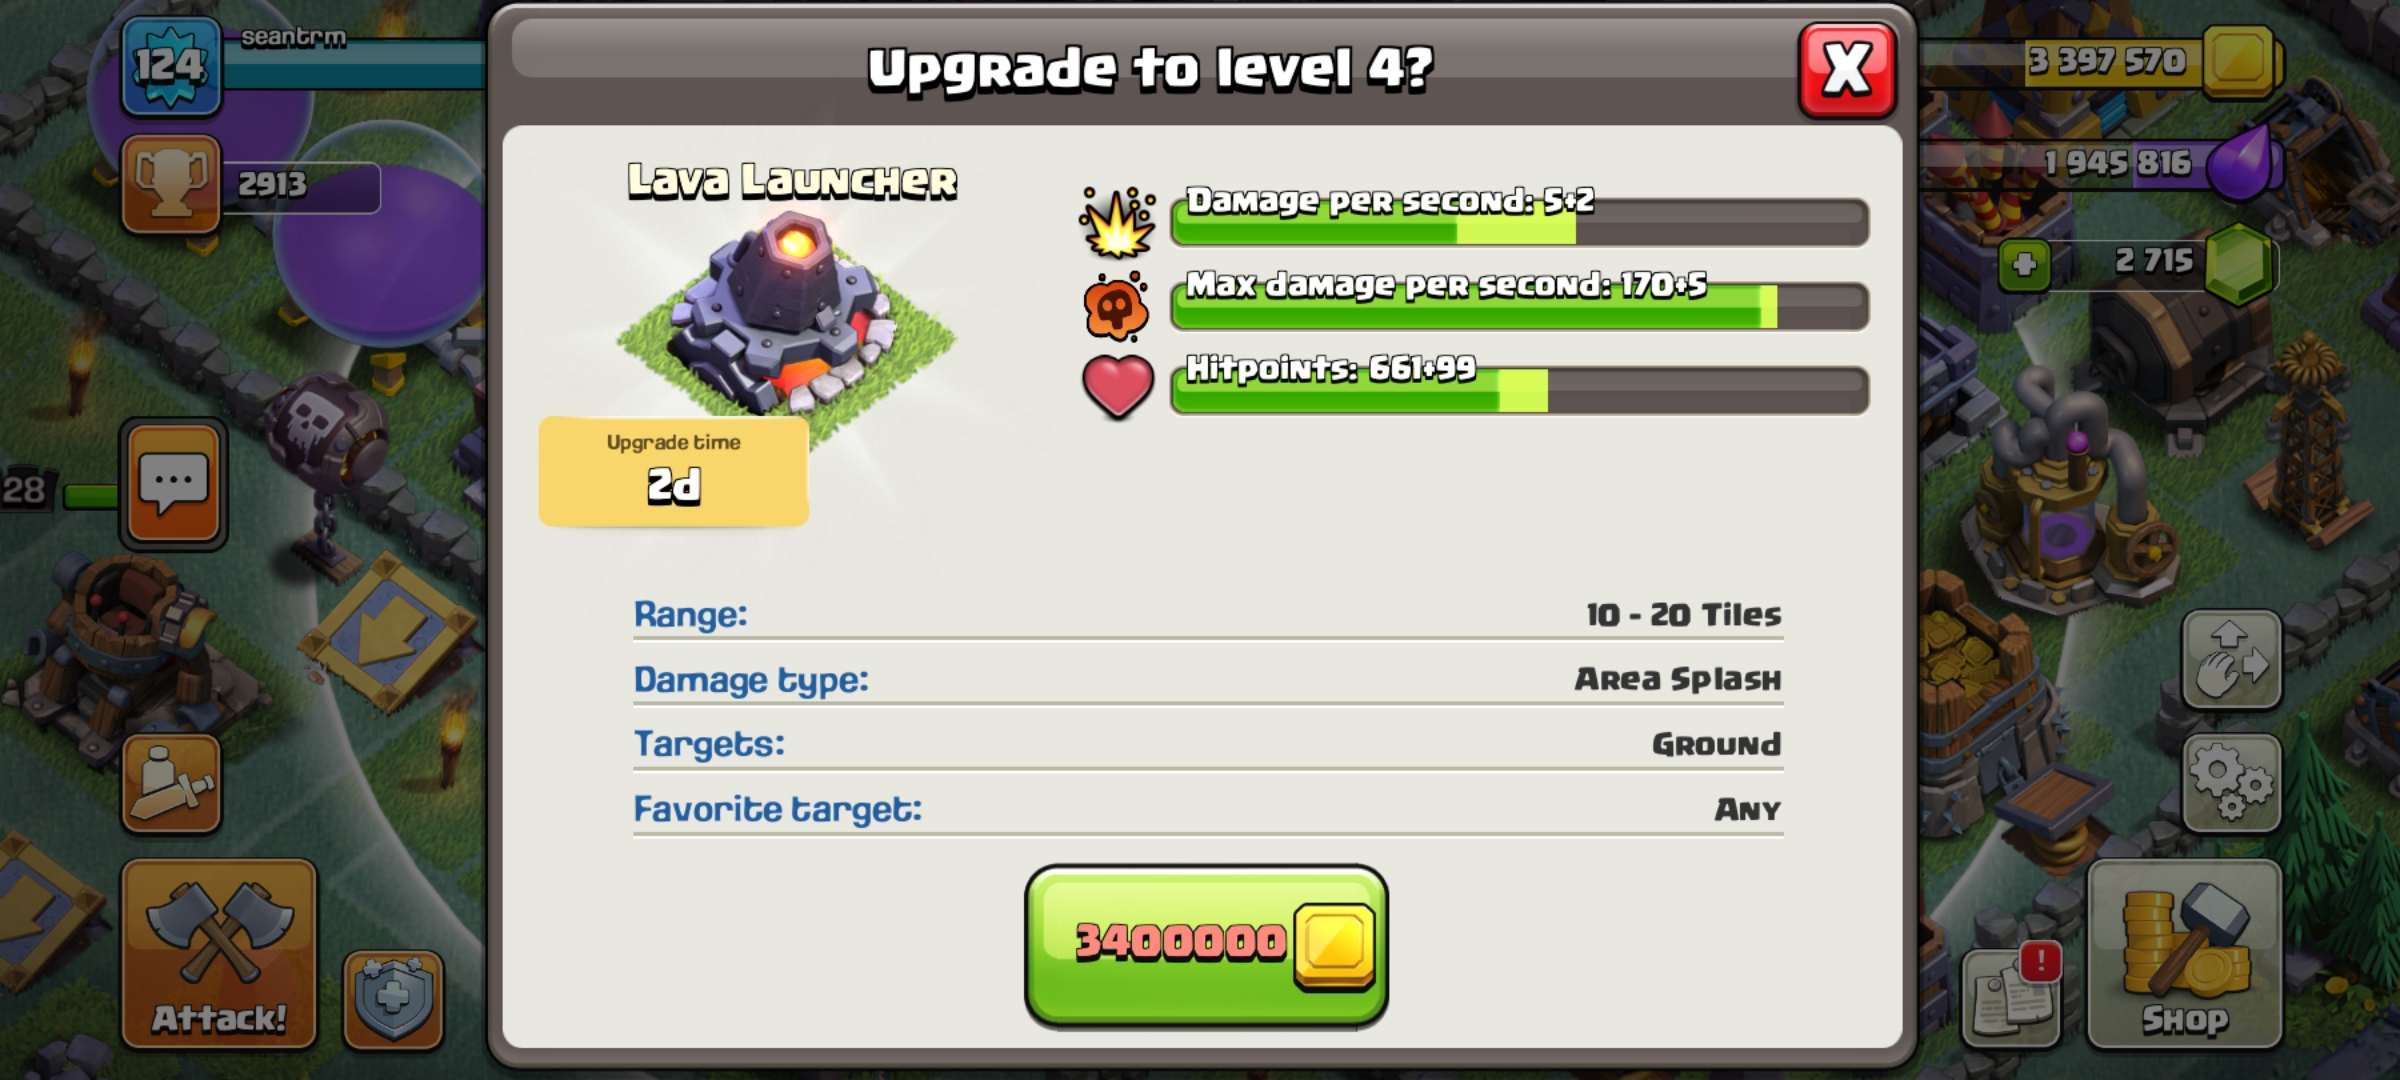 124
seantrm
2913
28
Attack!
Upgrade to level 4?
X
Lava Launcher
Upgrade time
2d
Damage per second: 5+2
Max damage per second: 170+5
Hitpoints: 661+99
Range: 10 - 20 Tiles
Damage type: Area Splash
Targets: Ground
Favorite target: Any
3400000
3 397 570
1 945 816
2 715
!
Shop